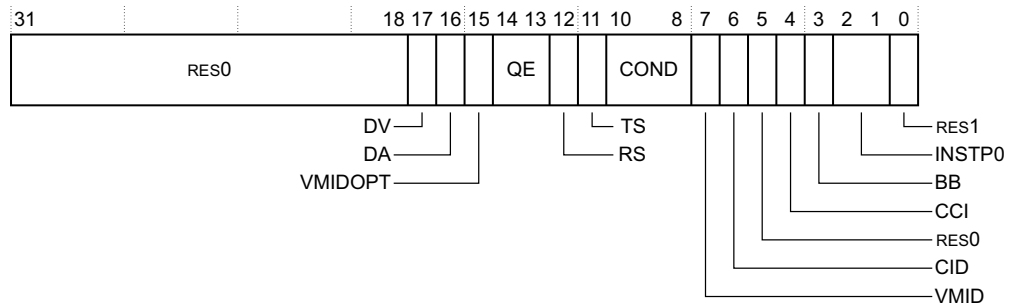 31 18 17 16 15 14 13 12 11 10 8 7 6 5 4 3 2 1 0
RES0 QE COND
DV TS RES1
DA RS INSTP0
VMIDOPT BB
CCI
RES0
CID
VMID